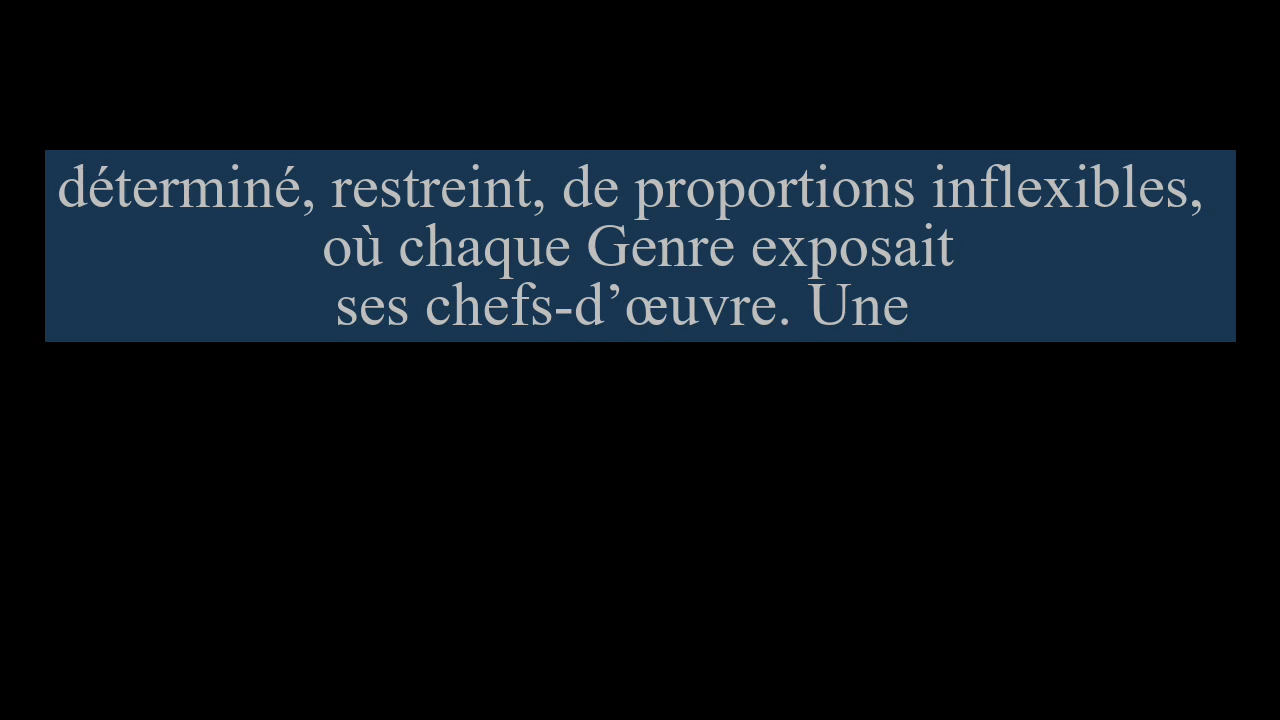 déterminé, restreint, de proportions inflexibles,
où chaque Genre exposait
ses chefs-d’œuvre. Une